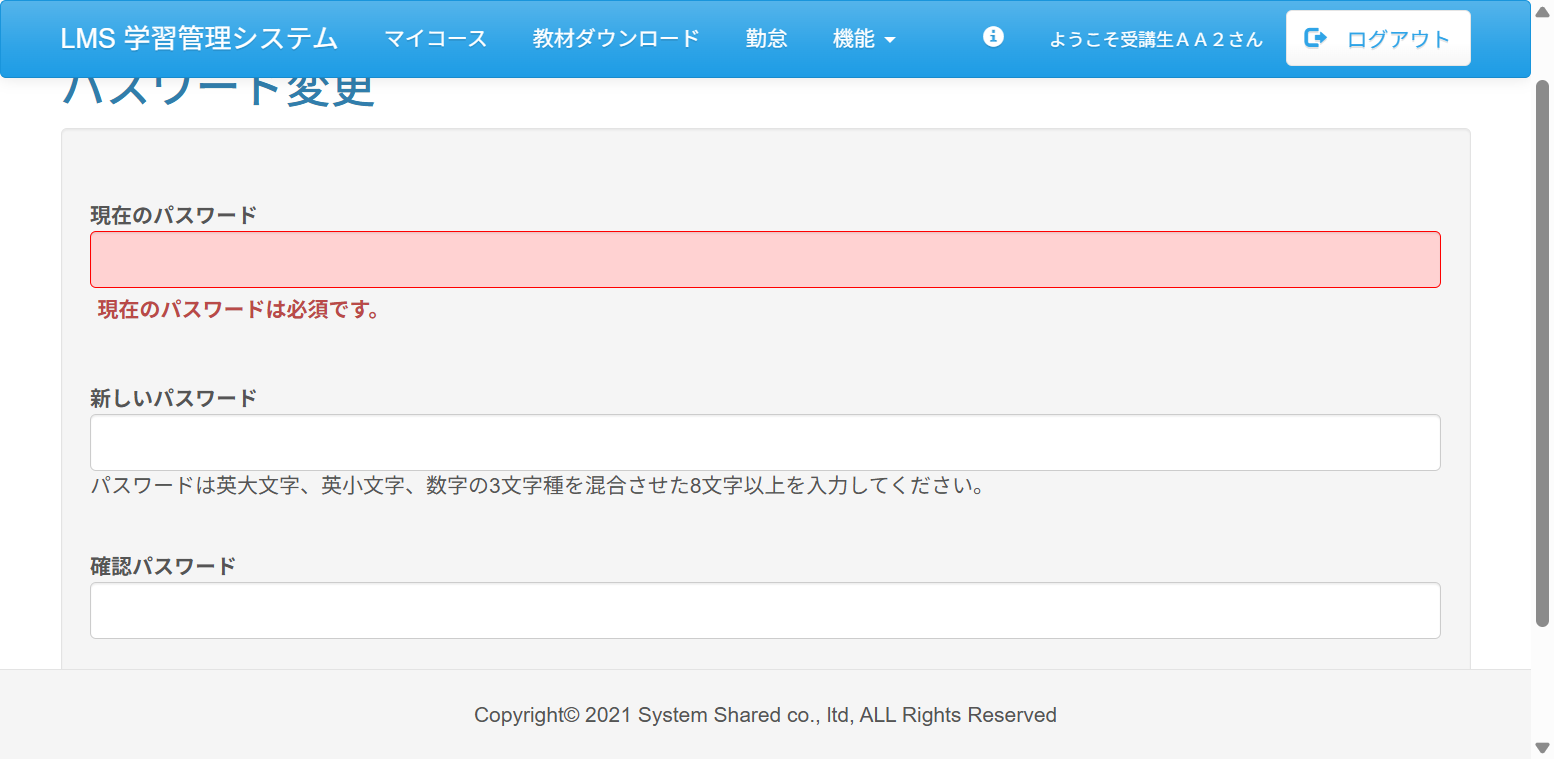 LMS 学習管理システム マイコース 教材ダウンロード 勤怠 機能 ようこそ受講生ＡＡ２さん ログアウト
パスワード変更
現在のパスワード
現在のパスワードは必須です。
新しいパスワード
パスワードは英大文字、英小文字、数字の3文字種を混合させた8文字以上を入力してください。
確認パスワード
Copyright© 2021 System Shared co., ltd, ALL Rights Reserved